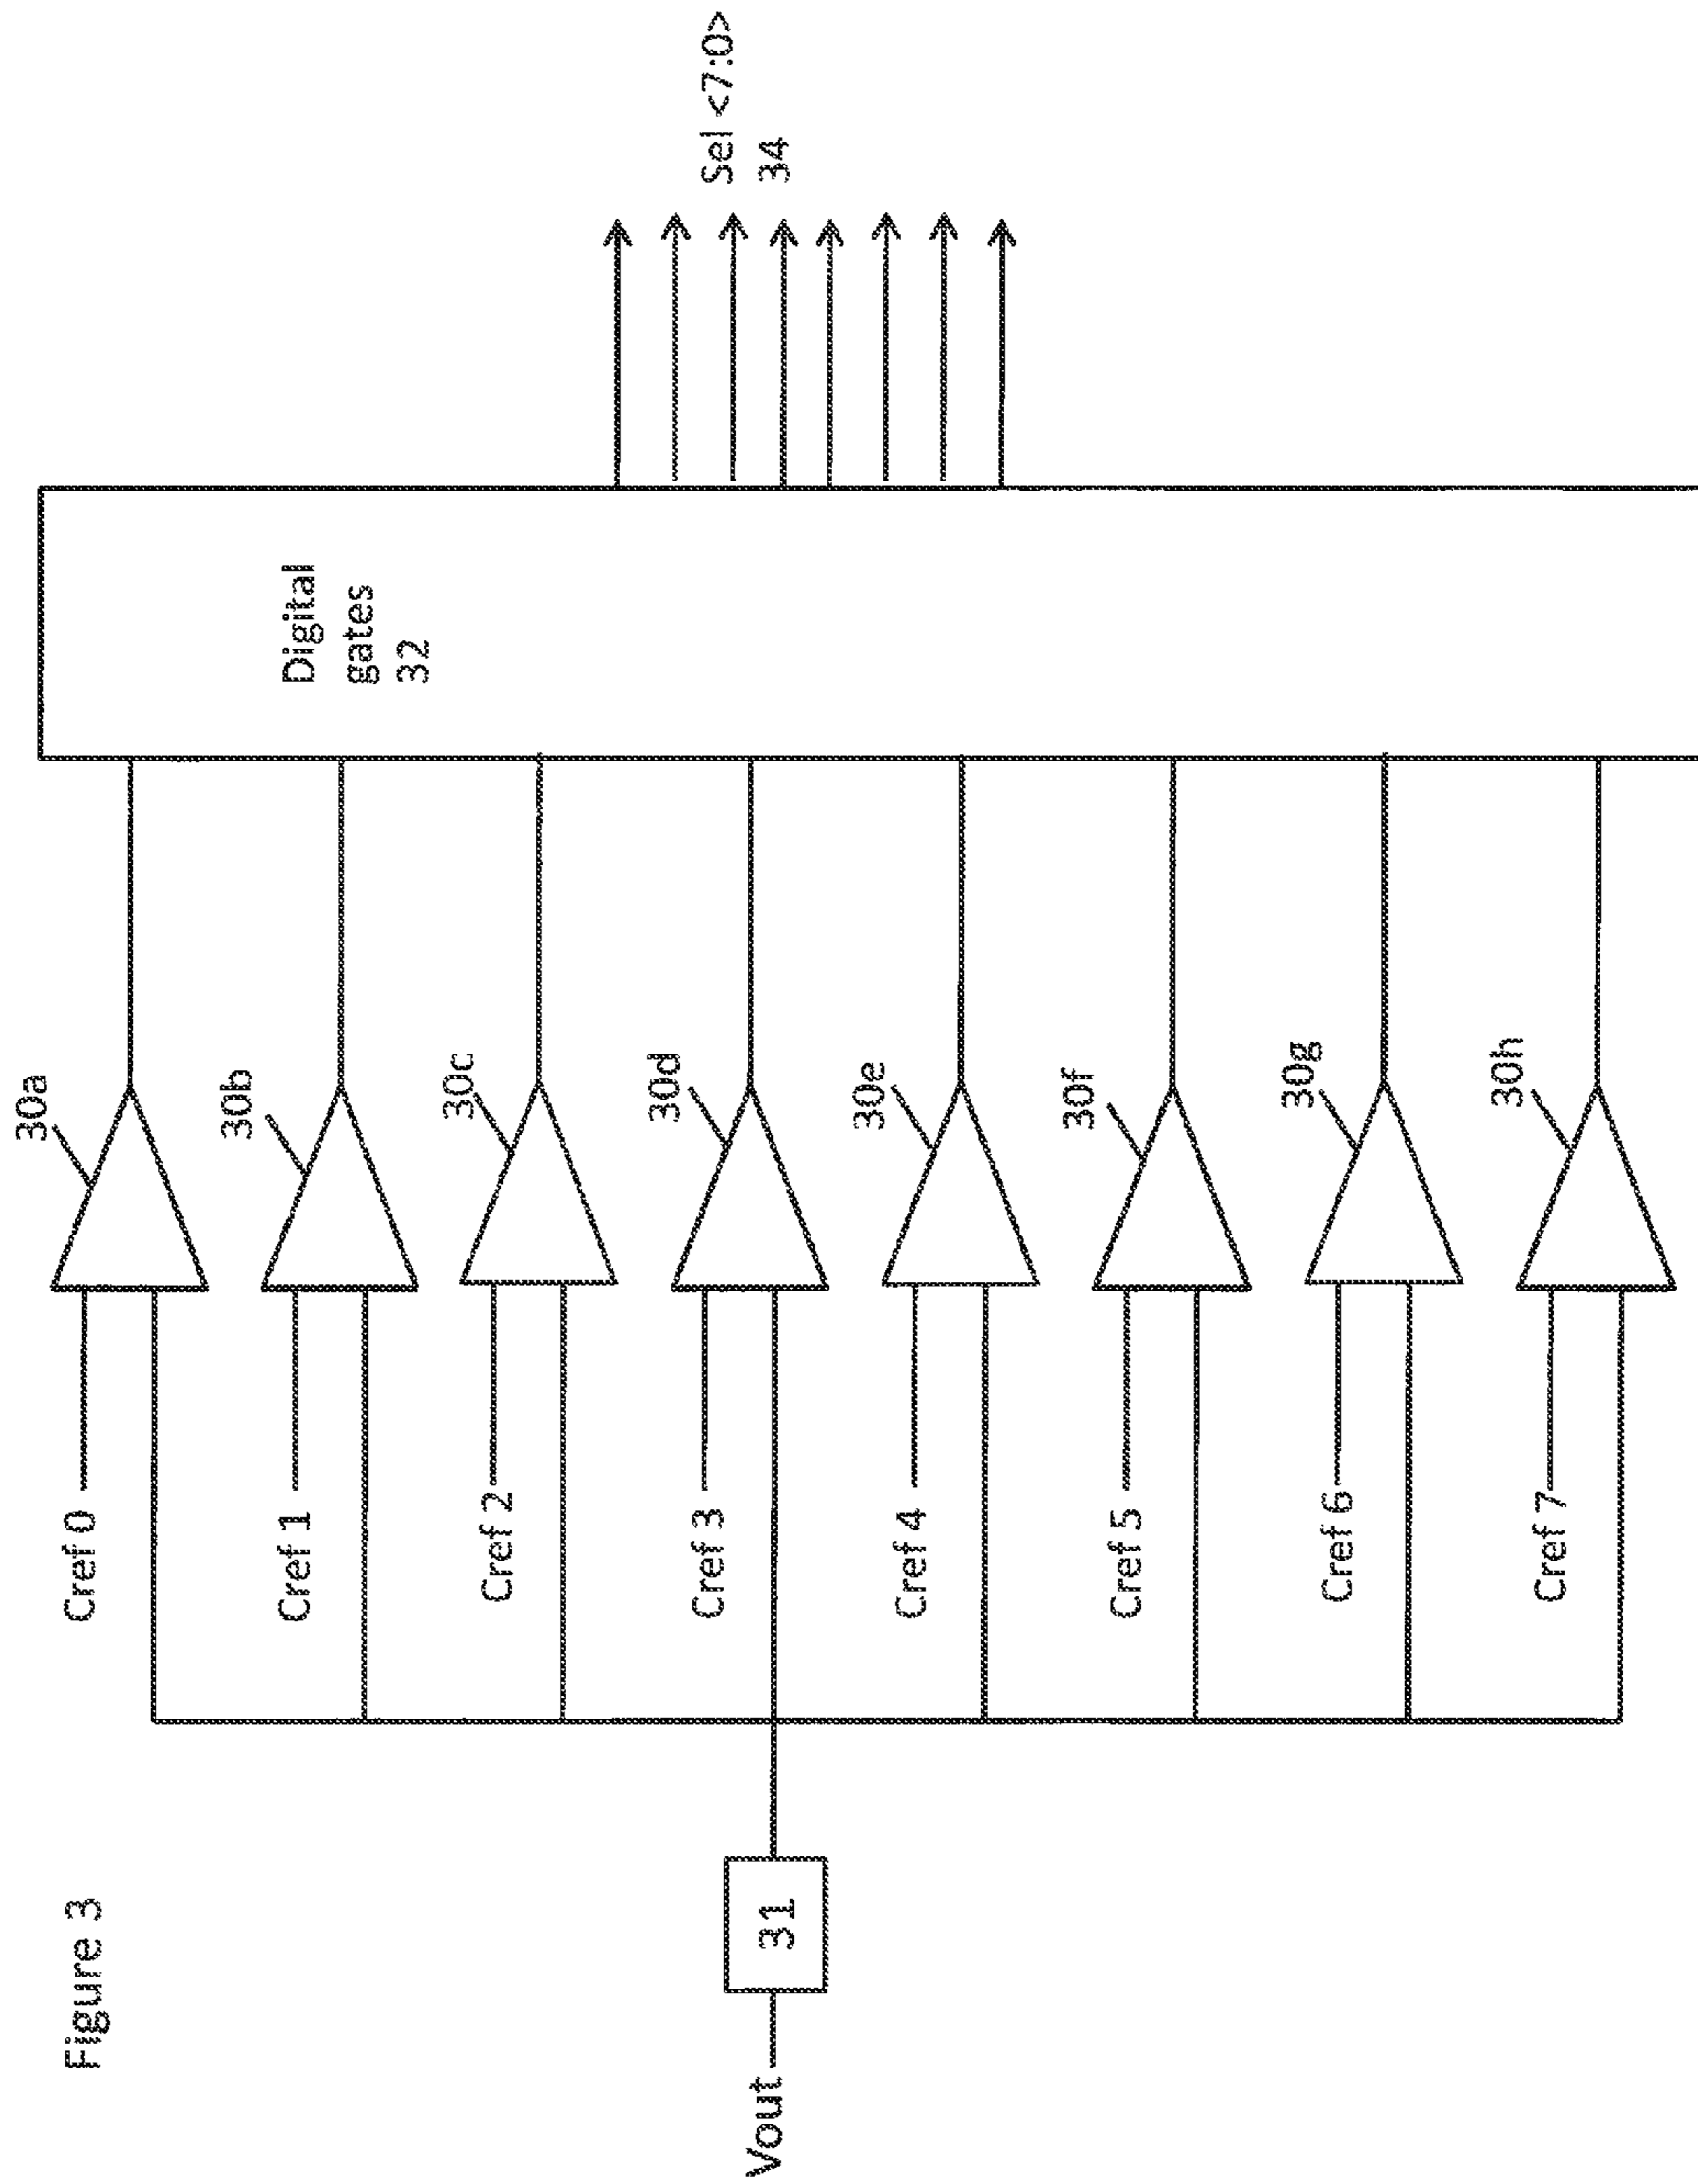 Figure 3
Vout
31
Cref 0
Cref 1
Cref 2
Cref 3
Cref 4
Cref 5
Cref 6
Cref 7
30a
30b
30c
30d
30e
30f
30g
30h
Digital
gates
32
Sel <7:0>
34